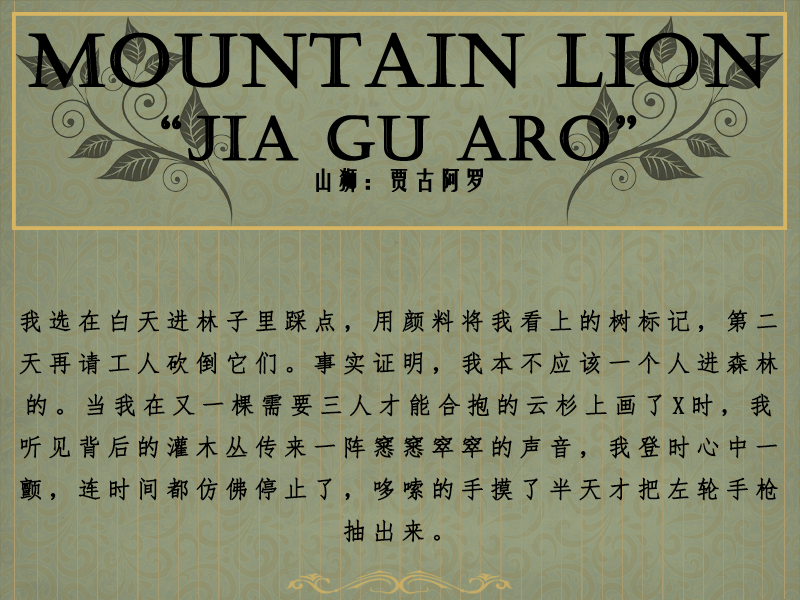 MOUNTAIN LION
“JIA GU ARO”
山狮：贾古阿罗
我选在白天进林子里踩点，用颜料将我看上的树标记，第二
天再请工人砍倒它们。事实证明，我本不应该一个人进森林
的。当我在又一棵需要三人才能合抱的云杉上画了X时，我
听见背后的灌木丛传来一阵窸窸窣窣的声音，我登时心中一
颤，连时间都仿佛停止了，哆嗦的手摸了半天才把左轮手枪
抽出来。